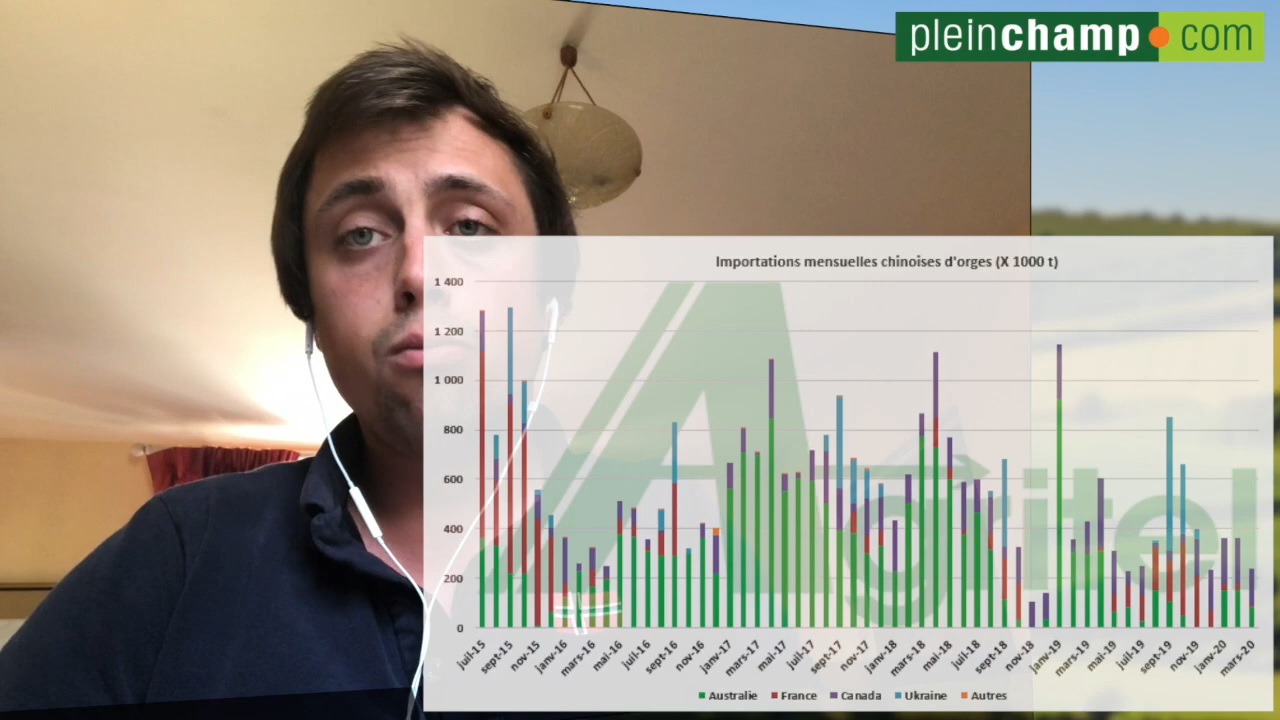 pleinchamp.com
Importations mensuelles chinoises d'orges (X 1000 t)
1 400
1 200
1 000
800
600
400
200
0
Agritel
juil-15 sept-15 nov-15 janv-16 mars-16 mai-16 juil-16 sept-16 nov-16 janv-17 mars-17 mai-17 juil-17 sept-17 nov-17 janv-18 mars-18 mai-18 juil-18 sept-18 nov-18 janv-19 mars-19 mai-19 juil-19 sept-19 nov-19 janv-20 mars-20
Australie France Canada Ukraine Autres